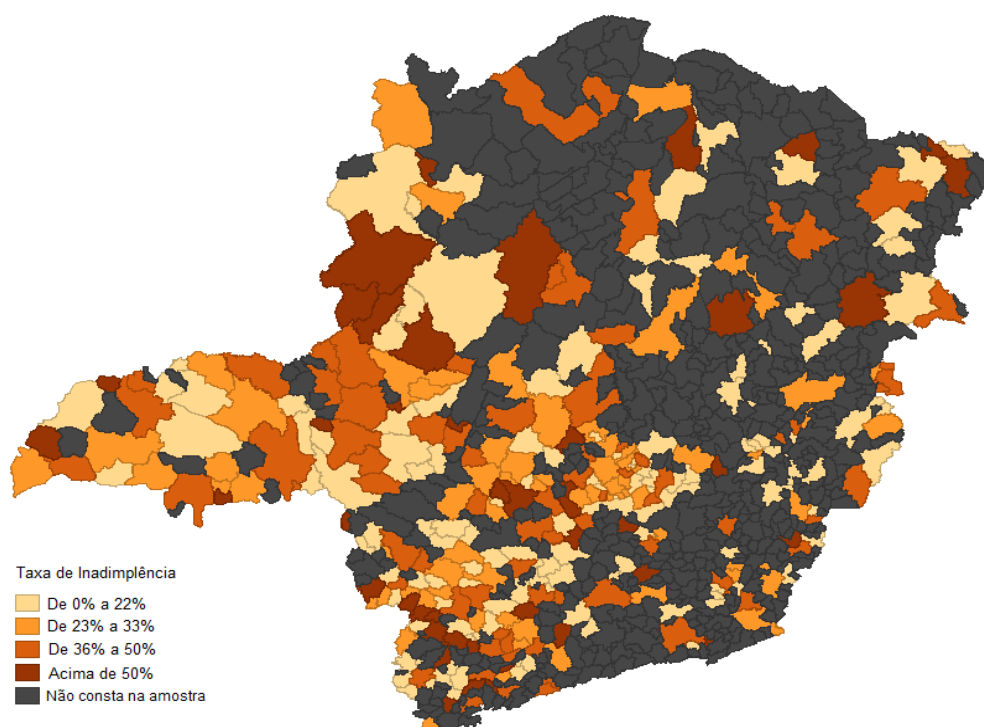 Taxa de Inadimplência
De 0% a 22%
De 23% a 33%
De 36% a 50%
Acima de 50%
Não consta na amostra